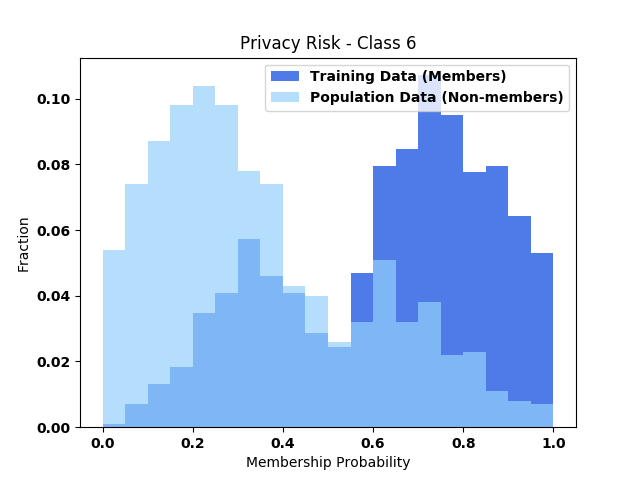 Privacy Risk - Class 6
Training Data (Members)
Population Data (Non-members)
Fraction
0.10
0.08
0.06
0.04
0.02
0.00
0.0 0.2 0.4 0.6 0.8 1.0
Membership Probability